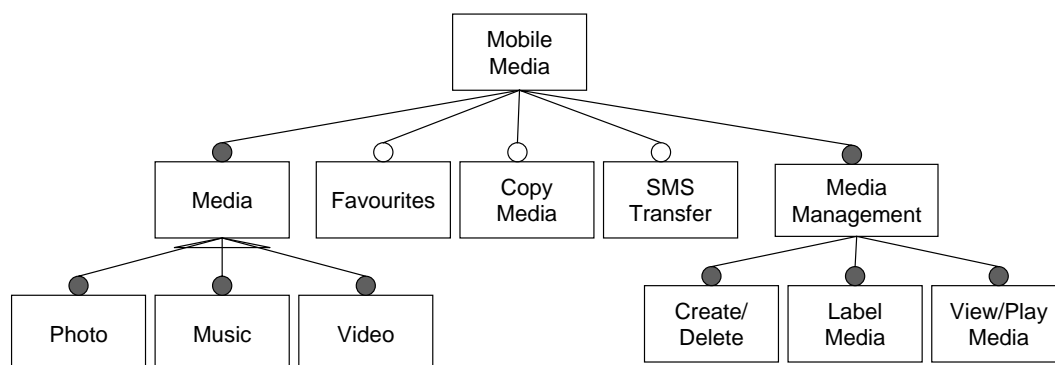 Mobile
Media
Media
Favourites
Copy
Media
SMS
Transfer
Media
Management
Photo
Music
Video
Create/
Delete
Label
Media
View/Play
Media